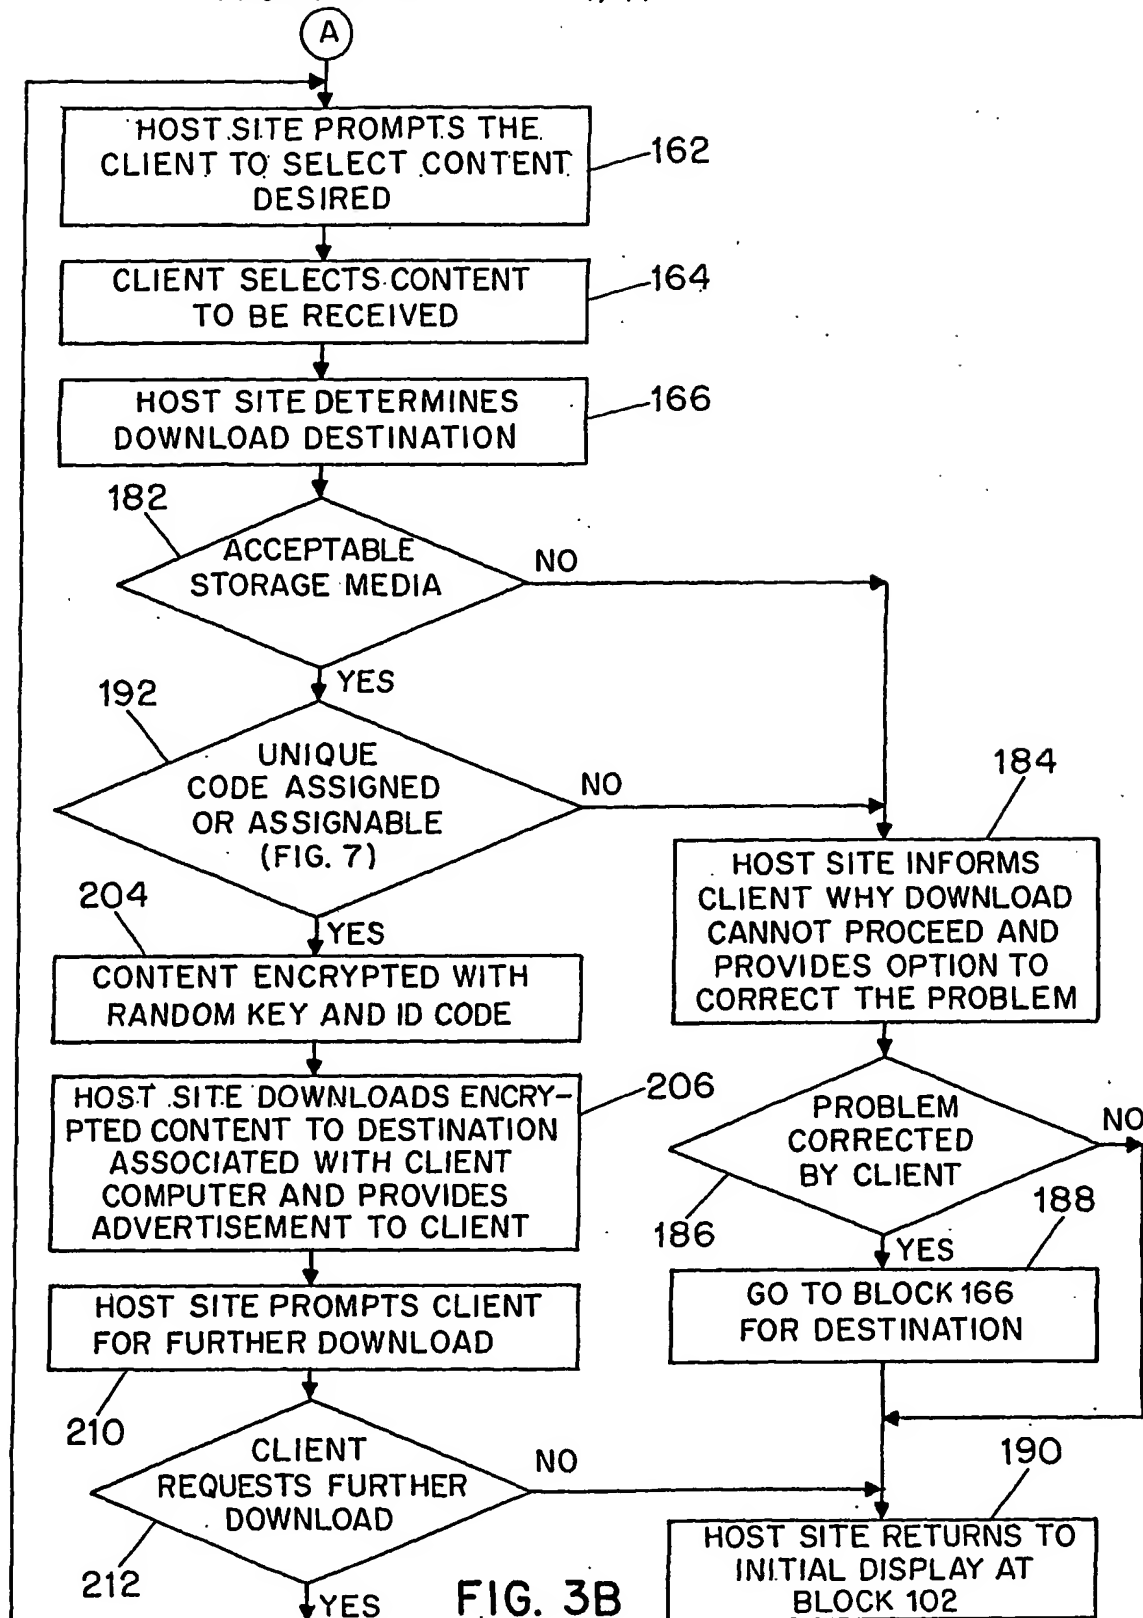 A
HOST SITE PROMPTS THE
CLIENT TO SELECT CONTENT
DESIRED
162
CLIENT SELECTS CONTENT
TO BE RECEIVED
164
HOST SITE DETERMINES
DOWNLOAD DESTINATION
166
182
ACCEPTABLE
STORAGE MEDIA
NO
YES
192
UNIQUE
CODE ASSIGNED
OR ASSIGNABLE
(FIG. 7)
NO
184
HOST SITE INFORMS
CLIENT WHY DOWNLOAD
CANNOT PROCEED AND
PROVIDES OPTION TO
CORRECT THE PROBLEM
204
YES
CONTENT ENCRYPTED WITH
RANDOM KEY AND ID CODE
HOST SITE DOWNLOADS ENCRY-
PTED CONTENT TO DESTINATION
ASSOCIATED WITH CLIENT
COMPUTER AND PROVIDES
ADVERTISEMENT TO CLIENT
206
PROBLEM
CORRECTED
BY CLIENT
NO
186
YES
188
GO TO BLOCK 166
FOR DESTINATION
HOST SITE PROMPTS CLIENT
FOR FURTHER DOWNLOAD
210
CLIENT
REQUESTS FURTHER
DOWNLOAD
NO
212
YES
190
HOST SITE RETURNS TO
INITIAL DISPLAY AT
BLOCK 102
FIG. 3B